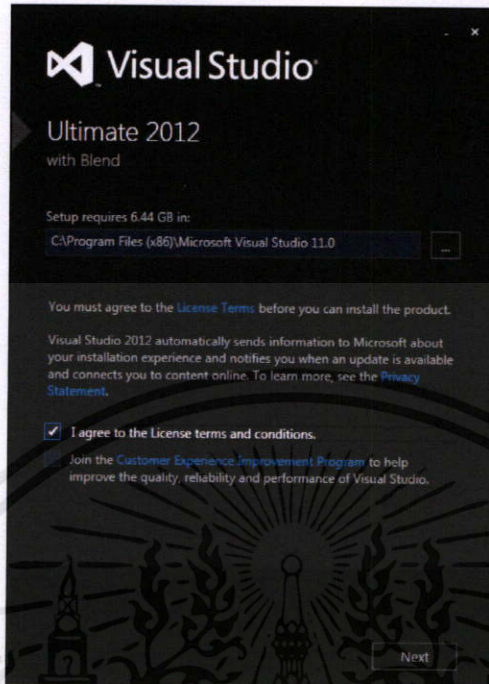 Visual Studio
Ultimate 2012
with Blend
Setup requires 6.44 GB in:
C:\Program Files (x86)\Microsoft Visual Studio 11.0
...
You must agree to the License Terms before you can install the product.
Visual Studio 2012 automatically sends information to Microsoft about
your installation experience and notifies you when an update is available
and connects you to content online. To learn more, see the Privacy
Statement.
I agree to the License terms and conditions.
Join the Customer Experience Improvement Program to help
improve the quality, reliability and performance of Visual Studio.
Next